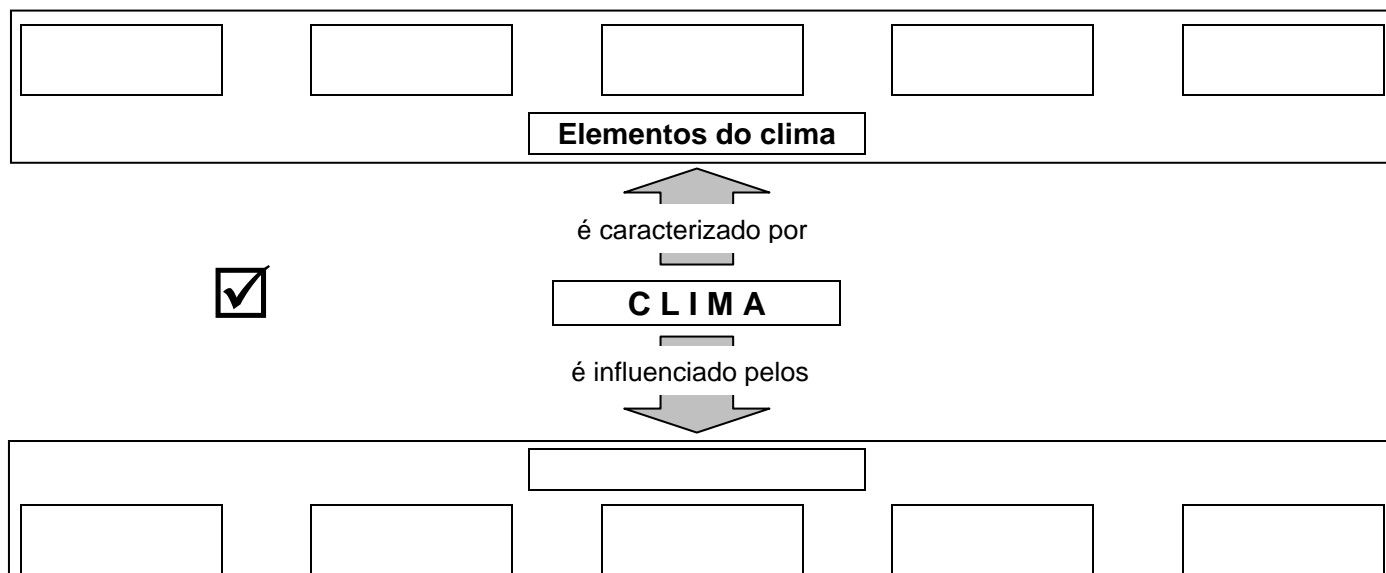 Elementos do clima
é caracterizado por
C L I M A
é influenciado pelos